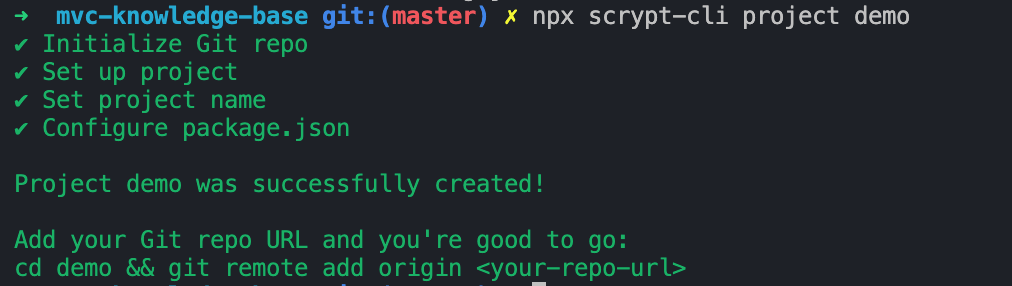 ➜ mvc-knowledge-base git:(master) ✗ npx scrypt-cli project demo
✔ Initialize Git repo
✔ Set up project
✔ Set project name
✔ Configure package.json
Project demo was successfully created!
Add your Git repo URL and you're good to go:
cd demo && git remote add origin <your-repo-url>